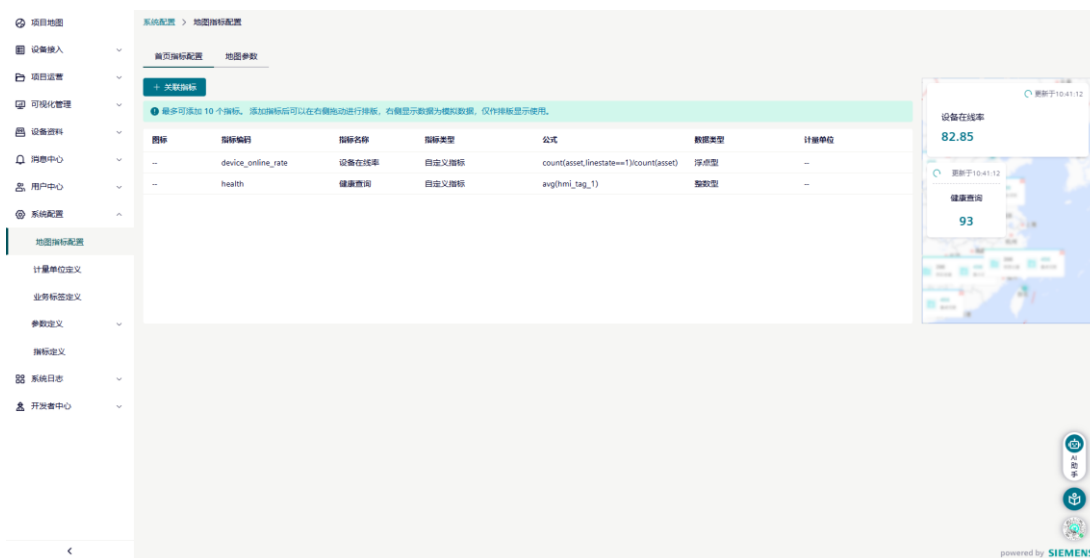 项目地图
设备接入
项目运营
可视化管理
设备资料
消息中心
用户中心
系统配置
地图指标配置
计量单位定义
业务标签定义
参数定义
指标定义
系统日志
开发者中心
系统配置 > 地图指标配置
首页指标配置 地图参数
+ 关联指标
最多可添加 10 个指标。 添加指标后可以在右侧拖动进行排版，右侧显示数据为模拟数据，仅作排版显示使用。
图标 指标编码 指标名称 指标类型 公式 数据类型 计量单位
-- device_online_rate 设备在线率 自定义指标 count(asset,linestate==1)/count(asset) 浮点型 --
-- health 健康查询 自定义指标 avg(hmi_tag_1) 整数型 --
更新于10:41:12
设备在线率
82.85
更新于10:41:12
健康查询
93
AI
助
手
powered by SIEMENS